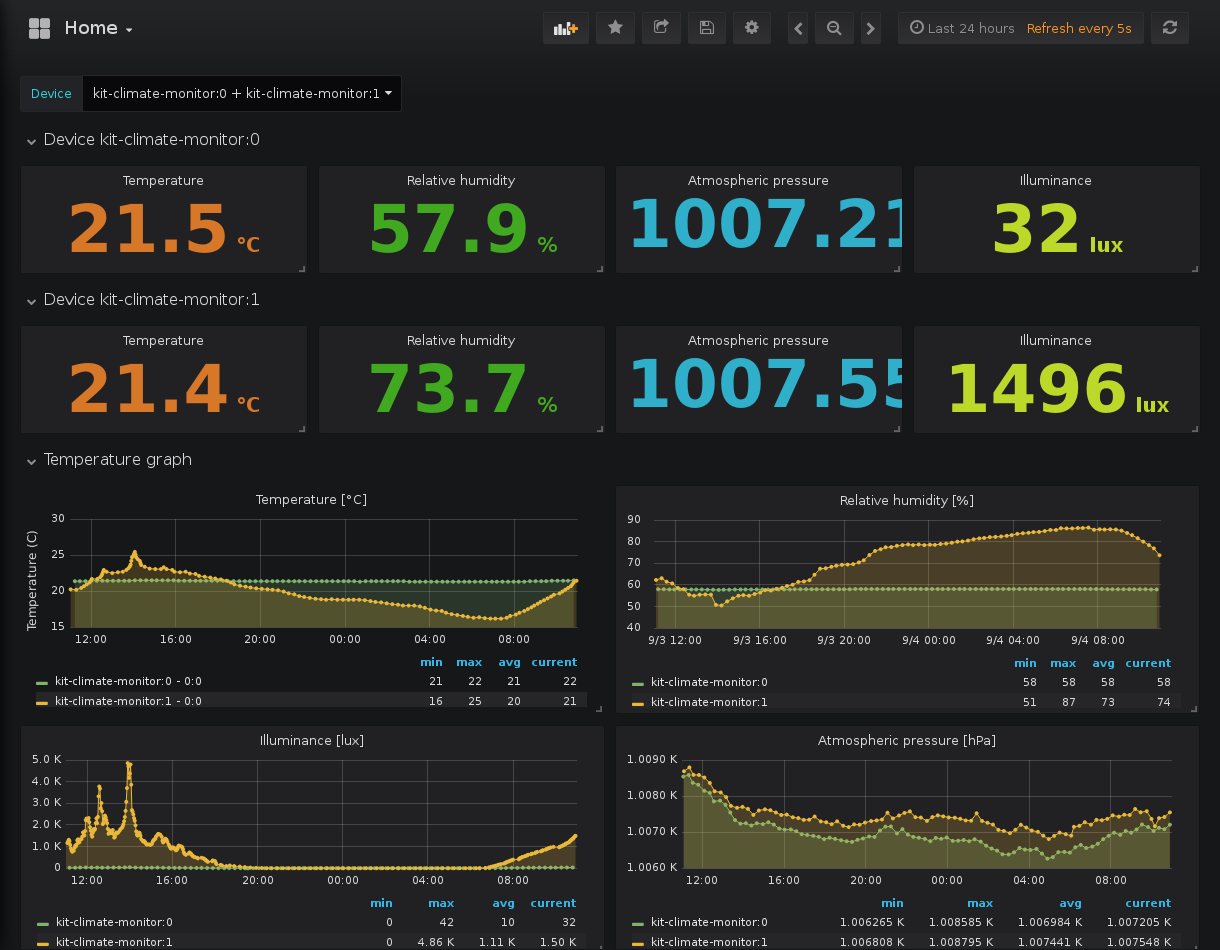 Home
Last 24 hours Refresh every 5s
Device kit-climate-monitor:0 + kit-climate-monitor:1
Device kit-climate-monitor:0
Temperature Relative humidity Atmospheric pressure Illuminance
21.5 °C 57.9 % 1007.21 32 lux
Device kit-climate-monitor:1
Temperature Relative humidity Atmospheric pressure Illuminance
21.4 °C 73.7 % 1007.55 1496 lux
Temperature graph
Temperature [°C]
Temperature (C)
30
25
20
15
12:00 16:00 20:00 00:00 04:00 08:00
min max avg current
kit-climate-monitor:0 - 0:0 21 22 21 22
kit-climate-monitor:1 - 0:0 16 25 20 21
Relative humidity [%]
90
80
70
60
50
40
9/3 12:00 9/3 16:00 9/3 20:00 9/4 00:00 9/4 04:00 9/4 08:00
min max avg current
kit-climate-monitor:0 58 58 58 58
kit-climate-monitor:1 51 87 73 74
Illuminance [lux]
5.0 K
4.0 K
3.0 K
2.0 K
1.0 K
0
12:00 16:00 20:00 00:00 04:00 08:00
min max avg current
kit-climate-monitor:0 0 42 10 32
kit-climate-monitor:1 0 4.86 K 1.11 K 1.50 K
Atmospheric pressure [hPa]
1.0090 K
1.0080 K
1.0070 K
1.0060 K
12:00 16:00 20:00 00:00 04:00 08:00
min max avg current
kit-climate-monitor:0 1.006265 K 1.008585 K 1.006984 K 1.007205 K
kit-climate-monitor:1 1.006808 K 1.008795 K 1.007441 K 1.007548 K